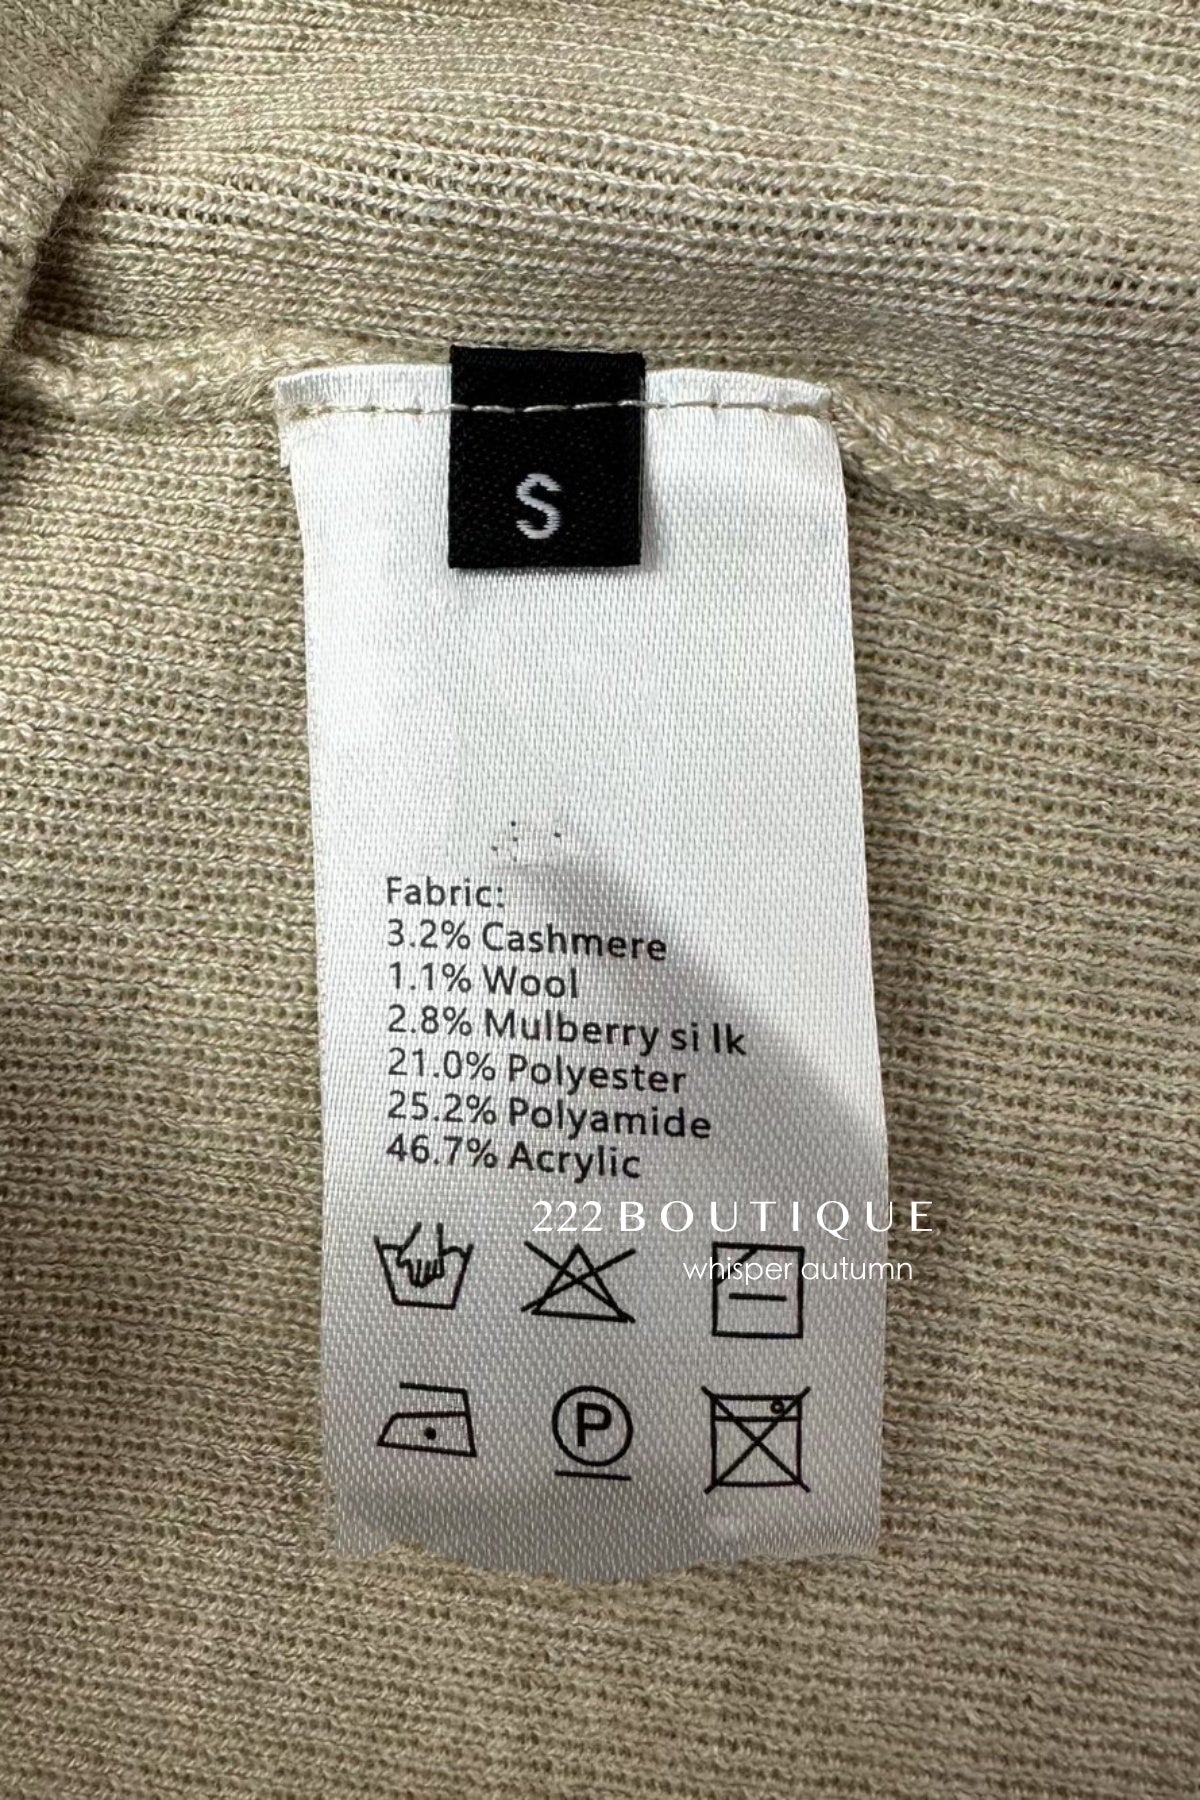 S
Fabric:
3.2% Cashmere
1.1% Wool
2.8% Mulberry si lk
21.0% Polyester
25.2% Polyamide
46.7% Acrylic
222 BOUTIQUE
whisper autumn
P